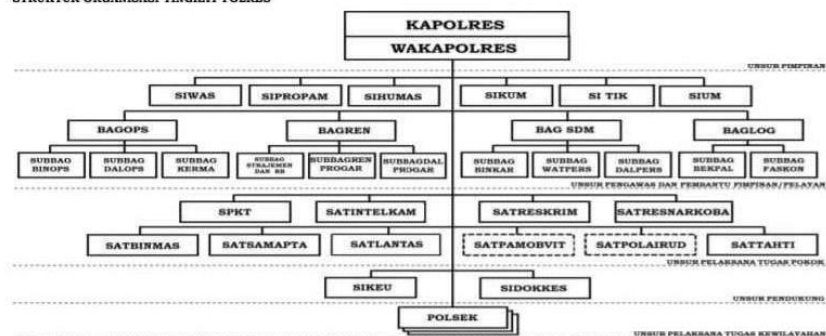 STRUKTUR ORGANISASI TINGKAT POLRES
KAPOLRES
WAKAPOLRES
UNSUR PIMPINAN
SIWAS SIPROPAM SIHUMAS SIKUM SI TIK SIUM
BAGOPS BAGREN BAG SDM BAGLOG
SUBBAG BINOPS
SUBBAG DALOPS
SUBBAG KERMA
SUBBAG STRAJEMEN DAN RB
SUBBAGREN PROGAR
SUBBAGDAL PROGAR
SUBBAG BINKAR
SUBBAG WATPERS
SUBBAG DALPERS
SUBBAG BEKPAL
SUBBAG FASKON
UNSUR PENGAWAS DAN PEMBANTU PIMPINAN/PELAYAN
SPKT SATINTELKAM SATRESKRIM SATRESNARKOBA
SATBINMAS SATSAMAPTA SATLANTAS SATPAMOBVIT SATPOLAIRUD SATTAHTI
UNSUR PELAKSANA TUGAS POKOK
SIKEU SIDOKKES
UNSUR PENDUKUNG
POLSEK
UNSUR PELAKSANA TUGAS KEWILAYAHAN